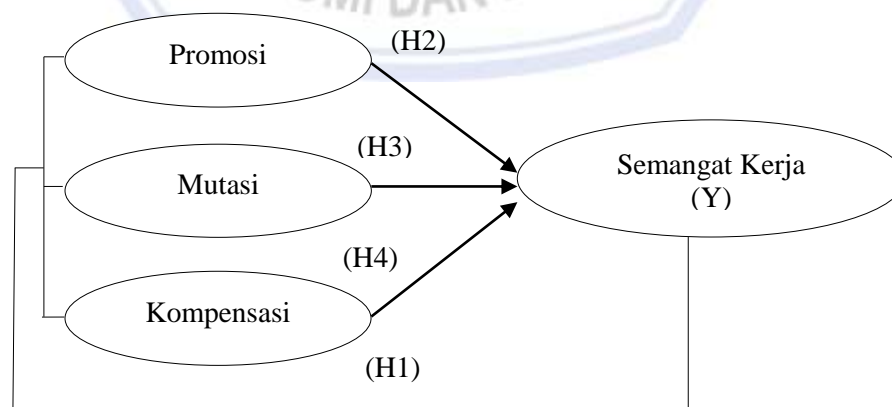 Promosi
(H2)
(H3)
Mutasi
Semangat Kerja
(Y)
(H4)
Kompensasi
(H1)